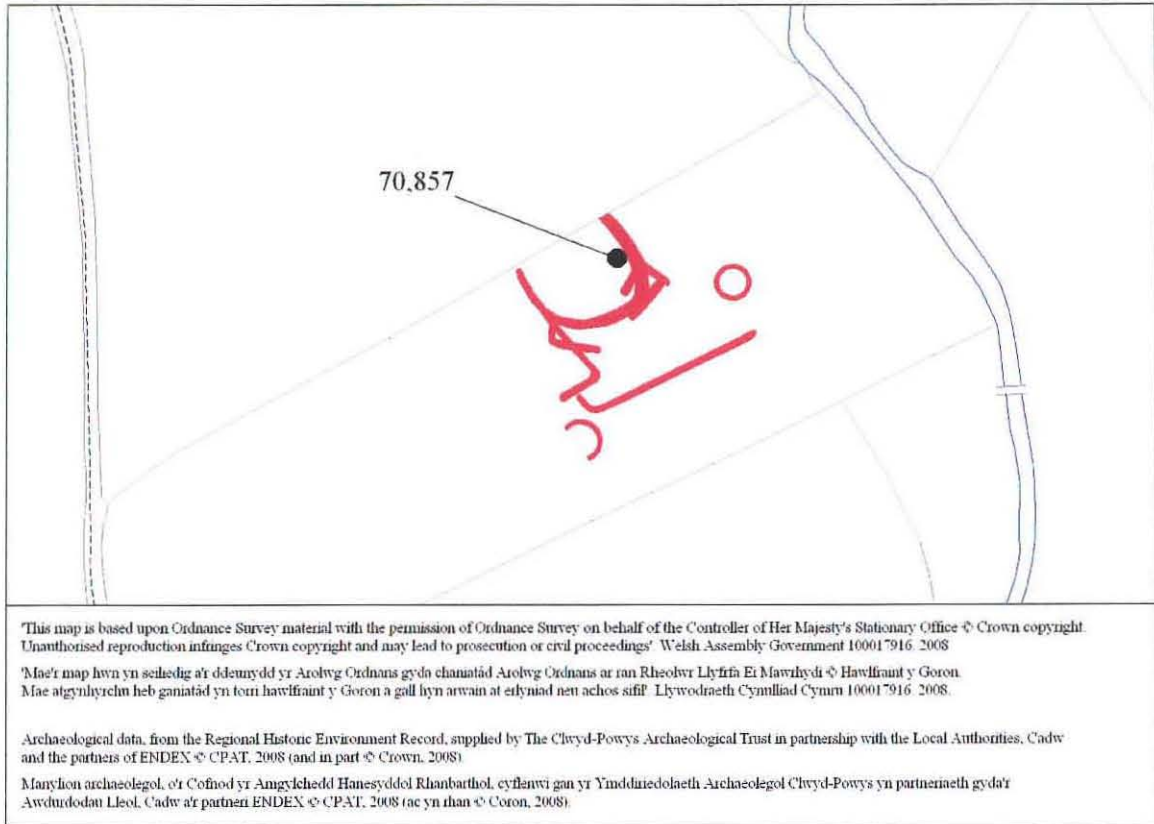 70,857
'This map is based upon Ordnance Survey material with the permission of Ordnance Survey on behalf of the Controller of Her Majesty's Stationary Office © Crown copyright.
Unauthorised reproduction infringes Crown copyright and may lead to prosecution or civil proceedings'. Welsh Assembly Government 100017916. 2008
'Mae'r map hwn yn seiliedig a'r ddeunydd yr Arolwg Ordnans gyda chaniatâd Arolwg Ordnans ar ran Rheolwr Llyfrfa Ei Mawrhydi © Hawlfraint y Goron.
Mae atgynhyrchu heb ganiatâd yn torri hawlfraint y Goron a gall hyn arwain at erlyniad neu achos sifil'. Llywodraeth Cynulliad Cymru 100017916. 2008.
Archaeological data, from the Regional Historic Environment Record, supplied by The Clwyd-Powys Archaeological Trust in partnership with the Local Authorities, Cadw
and the partners of ENDEX © CPAT, 2008 (and in part © Crown, 2008)
Manylion archaeolegol, o'r Cofnod yr Amgylchedd Hanesyddol Rhanbarthol, cyflenwi gan yr Ymddiriedolaeth Archaeolegol Clwyd-Powys yn partneriaeth gyda'r
Awdurdodau Lleol, Cadw a'r partneri ENDEX © CPAT, 2008 (ac yn rhan © Coron, 2008).